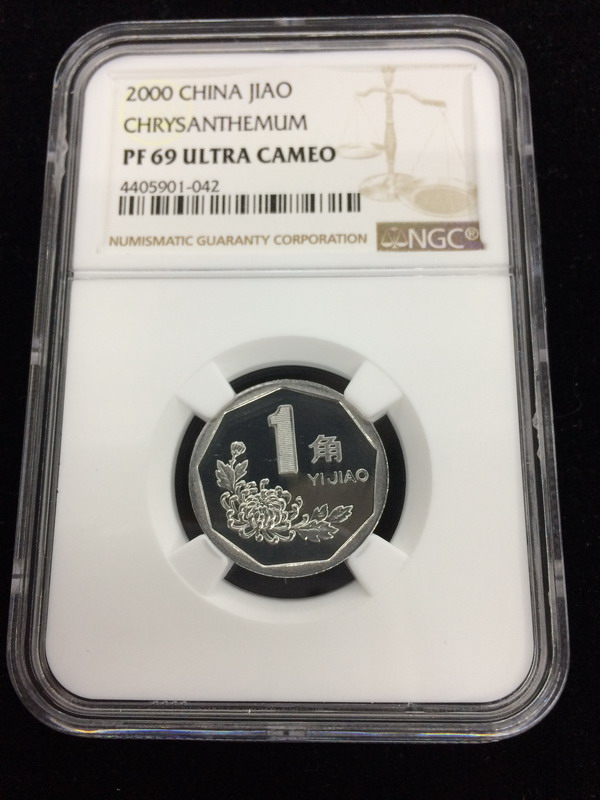 2000 CHINA JIAO
CHRYSANTHEMUM
PF 69 ULTRA CAMEO
4405901-042
NUMISMATIC GUARANTY CORPORATION NGC®
1角
YI JIAO